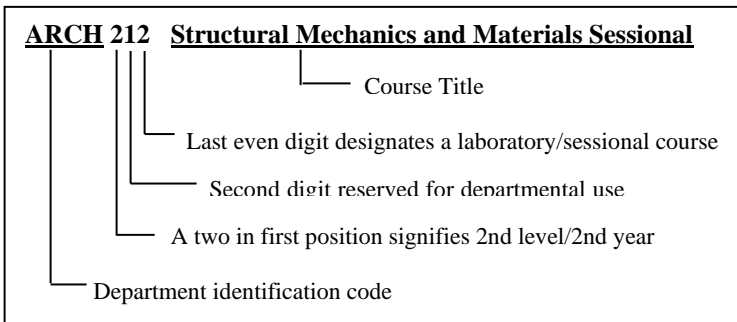 ARCH 212 Structural Mechanics and Materials Sessional
Course Title
Last even digit designates a laboratory/sessional course
Second digit reserved for departmental use
A two in first position signifies 2nd level/2nd year
Department identification code